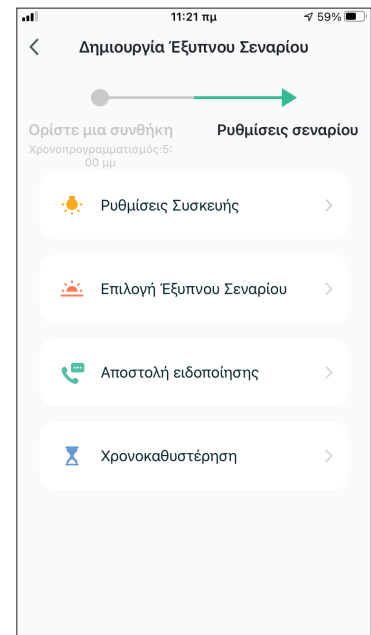 11:21 πμ
59%
Δημιουργία Έξυπνου Σεναρίου
Ορίστε μια συνθήκη
Ρυθμίσεις σεναρίου
Χρονοπρογραμματισμός:5:
00 μμ
Ρυθμίσεις Συσκευής
Επιλογή Έξυπνου Σεναρίου
Αποστολή ειδοποίησης
Χρονοκαθυστέρηση